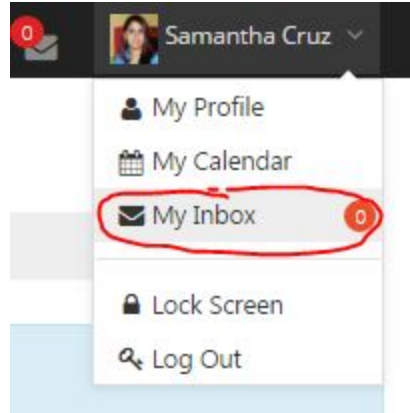 0
Samantha Cruz
My Profile
My Calendar
My Inbox 0
Lock Screen
Log Out